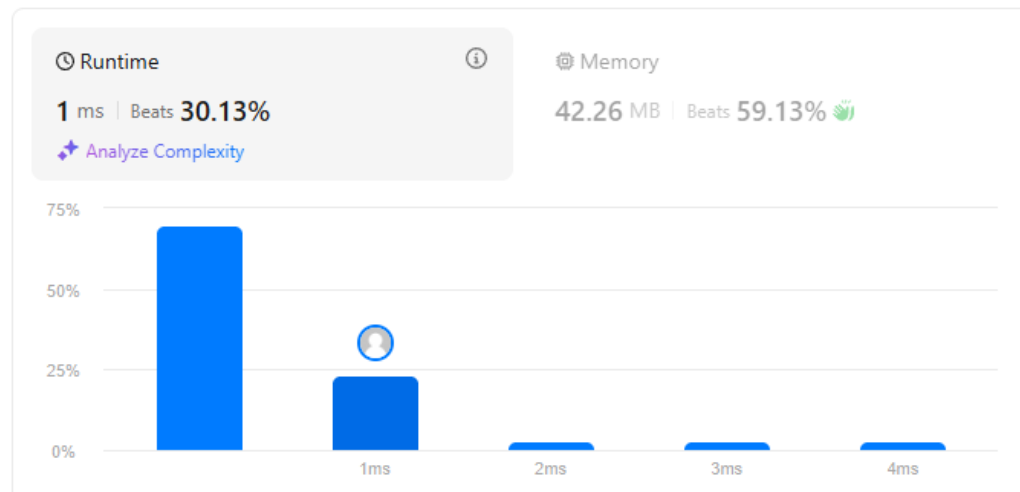 Runtime
1 ms Beats 30.13%
Analyze Complexity
Memory
42.26 MB Beats 59.13%
75%
50%
25%
0%
1ms 2ms 3ms 4ms